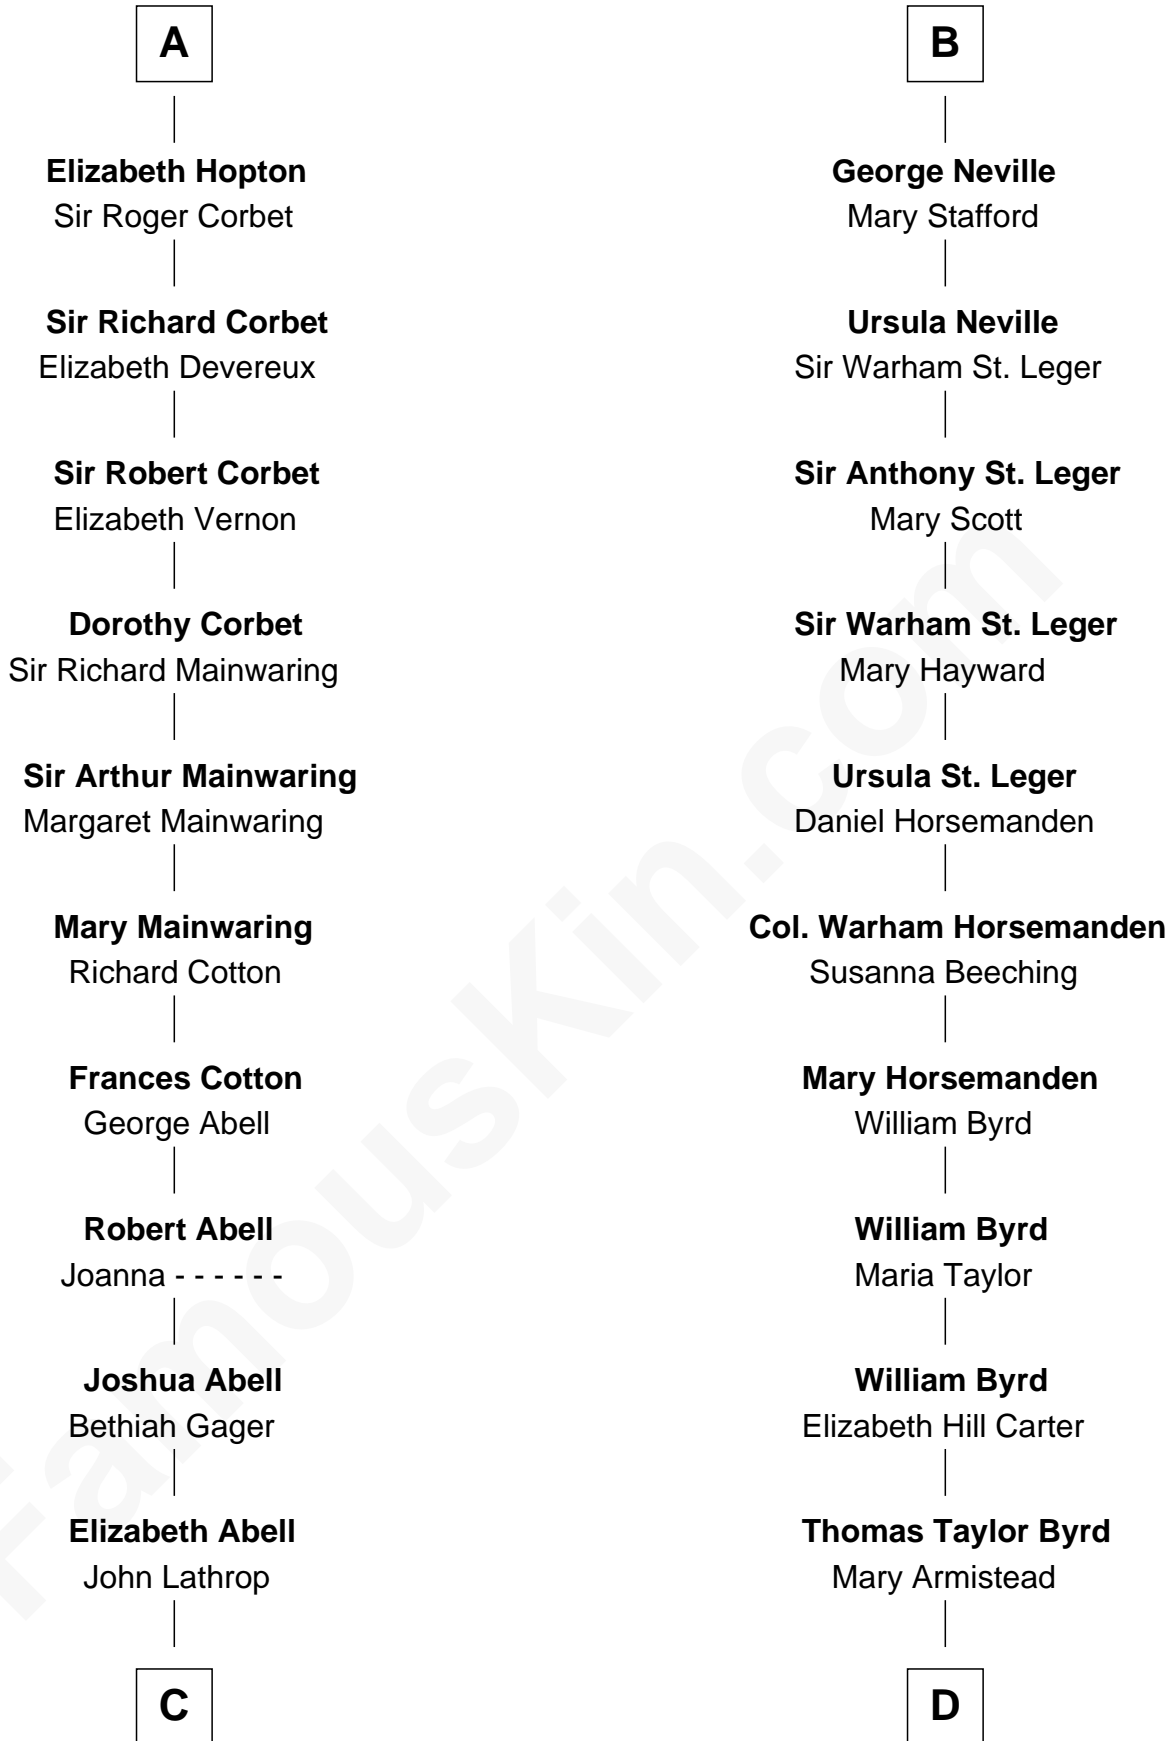 A
Elizabeth Hopton
Sir Roger Corbet
Sir Richard Corbet
Elizabeth Devereux
Sir Robert Corbet
Elizabeth Vernon
Dorothy Corbet
Sir Richard Mainwaring
Sir Arthur Mainwaring
Margaret Mainwaring
Mary Mainwaring
Richard Cotton
Frances Cotton
George Abell
Robert Abell
Joanna - - - - - -
Joshua Abell
Bethiah Gager
Elizabeth Abell
John Lathrop
C
B
George Neville
Mary Stafford
Ursula Neville
Sir Warham St. Leger
Sir Anthony St. Leger
Mary Scott
Sir Warham St. Leger
Mary Hayward
Ursula St. Leger
Daniel Horsemanden
Col. Warham Horsemanden
Susanna Beeching
Mary Horsemanden
William Byrd
William Byrd
Maria Taylor
William Byrd
Elizabeth Hill Carter
Thomas Taylor Byrd
Mary Armistead
D
FamousKin.com